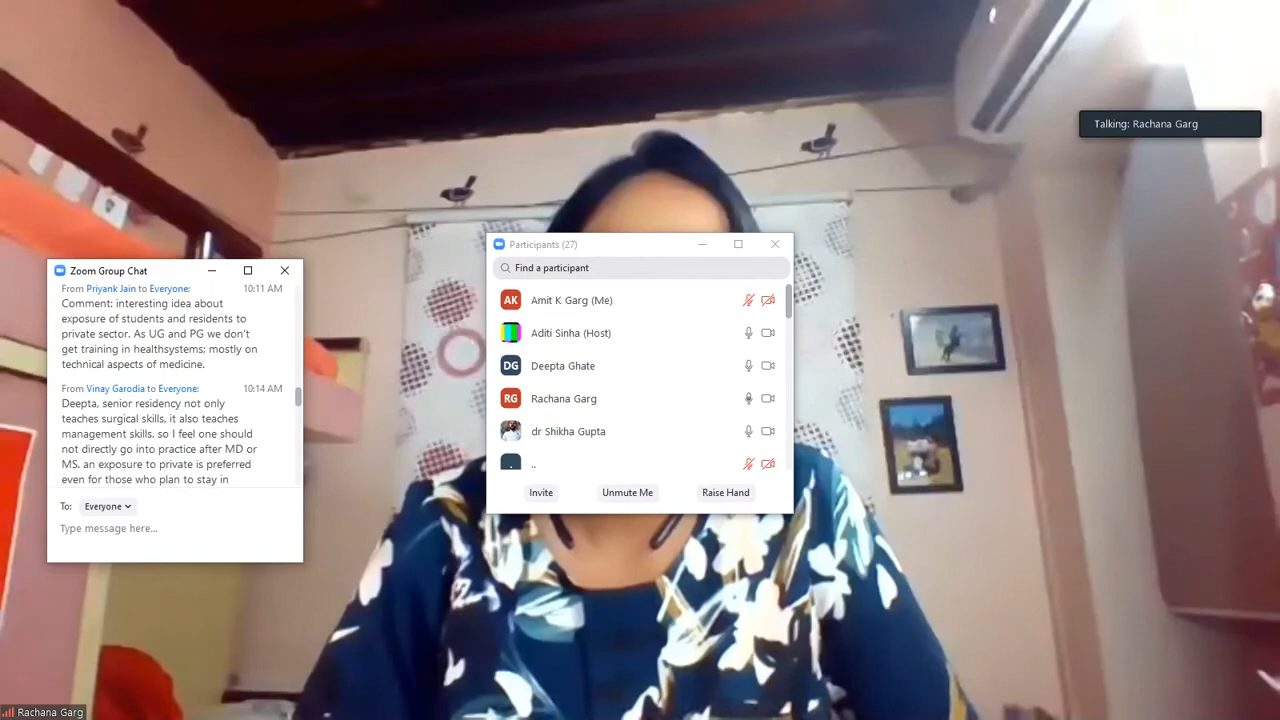 Talking: Rachana Garg
Zoom Group Chat
From Priyank Jain to Everyone: 10:11 AM
Comment: interesting idea about
exposure of students and residents to
private sector. As UG and PG we don't
get training in healthsystems; mostly on
technical aspects of medicine.
From Vinay Garodia to Everyone: 10:14 AM
Deepta, senior residency not only
teaches surgical skills, it also teaches
management skills. so I feel one should
not directly go into practice after MD or
MS. an exposure to private is preferred
even for those who plan to stay in
To: Everyone
Type message here...
Participants (27)
Find a participant
AK Amit K Garg (Me)
Aditi Sinha (Host)
DG Deepta Ghate
RG Rachana Garg
dr Shikha Gupta
. ..
Invite Unmute Me Raise Hand
Rachana Garg